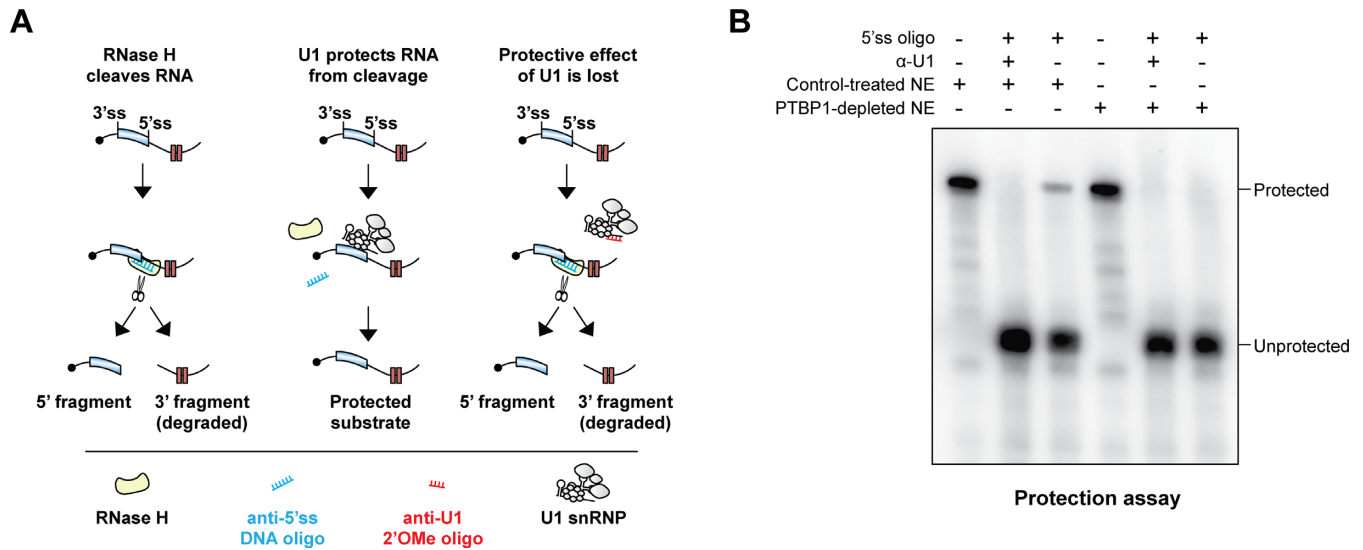 A
RNase H
cleaves RNA
U1 protects RNA
from cleavage
Protective effect
of U1 is lost
3'ss
5'ss
3'ss
5'ss
3'ss
5'ss
5' fragment
3' fragment
(degraded)
Protected
substrate
5' fragment
3' fragment
(degraded)
RNase H
anti-5'ss
DNA oligo
anti-U1
2'OMe oligo
U1 snRNP
B
5'ss oligo - + + - + +
α-U1 - + - - + -
Control-treated NE + + + - - -
PTBP1-depleted NE - - - + + +
Protected
Unprotected
Protection assay